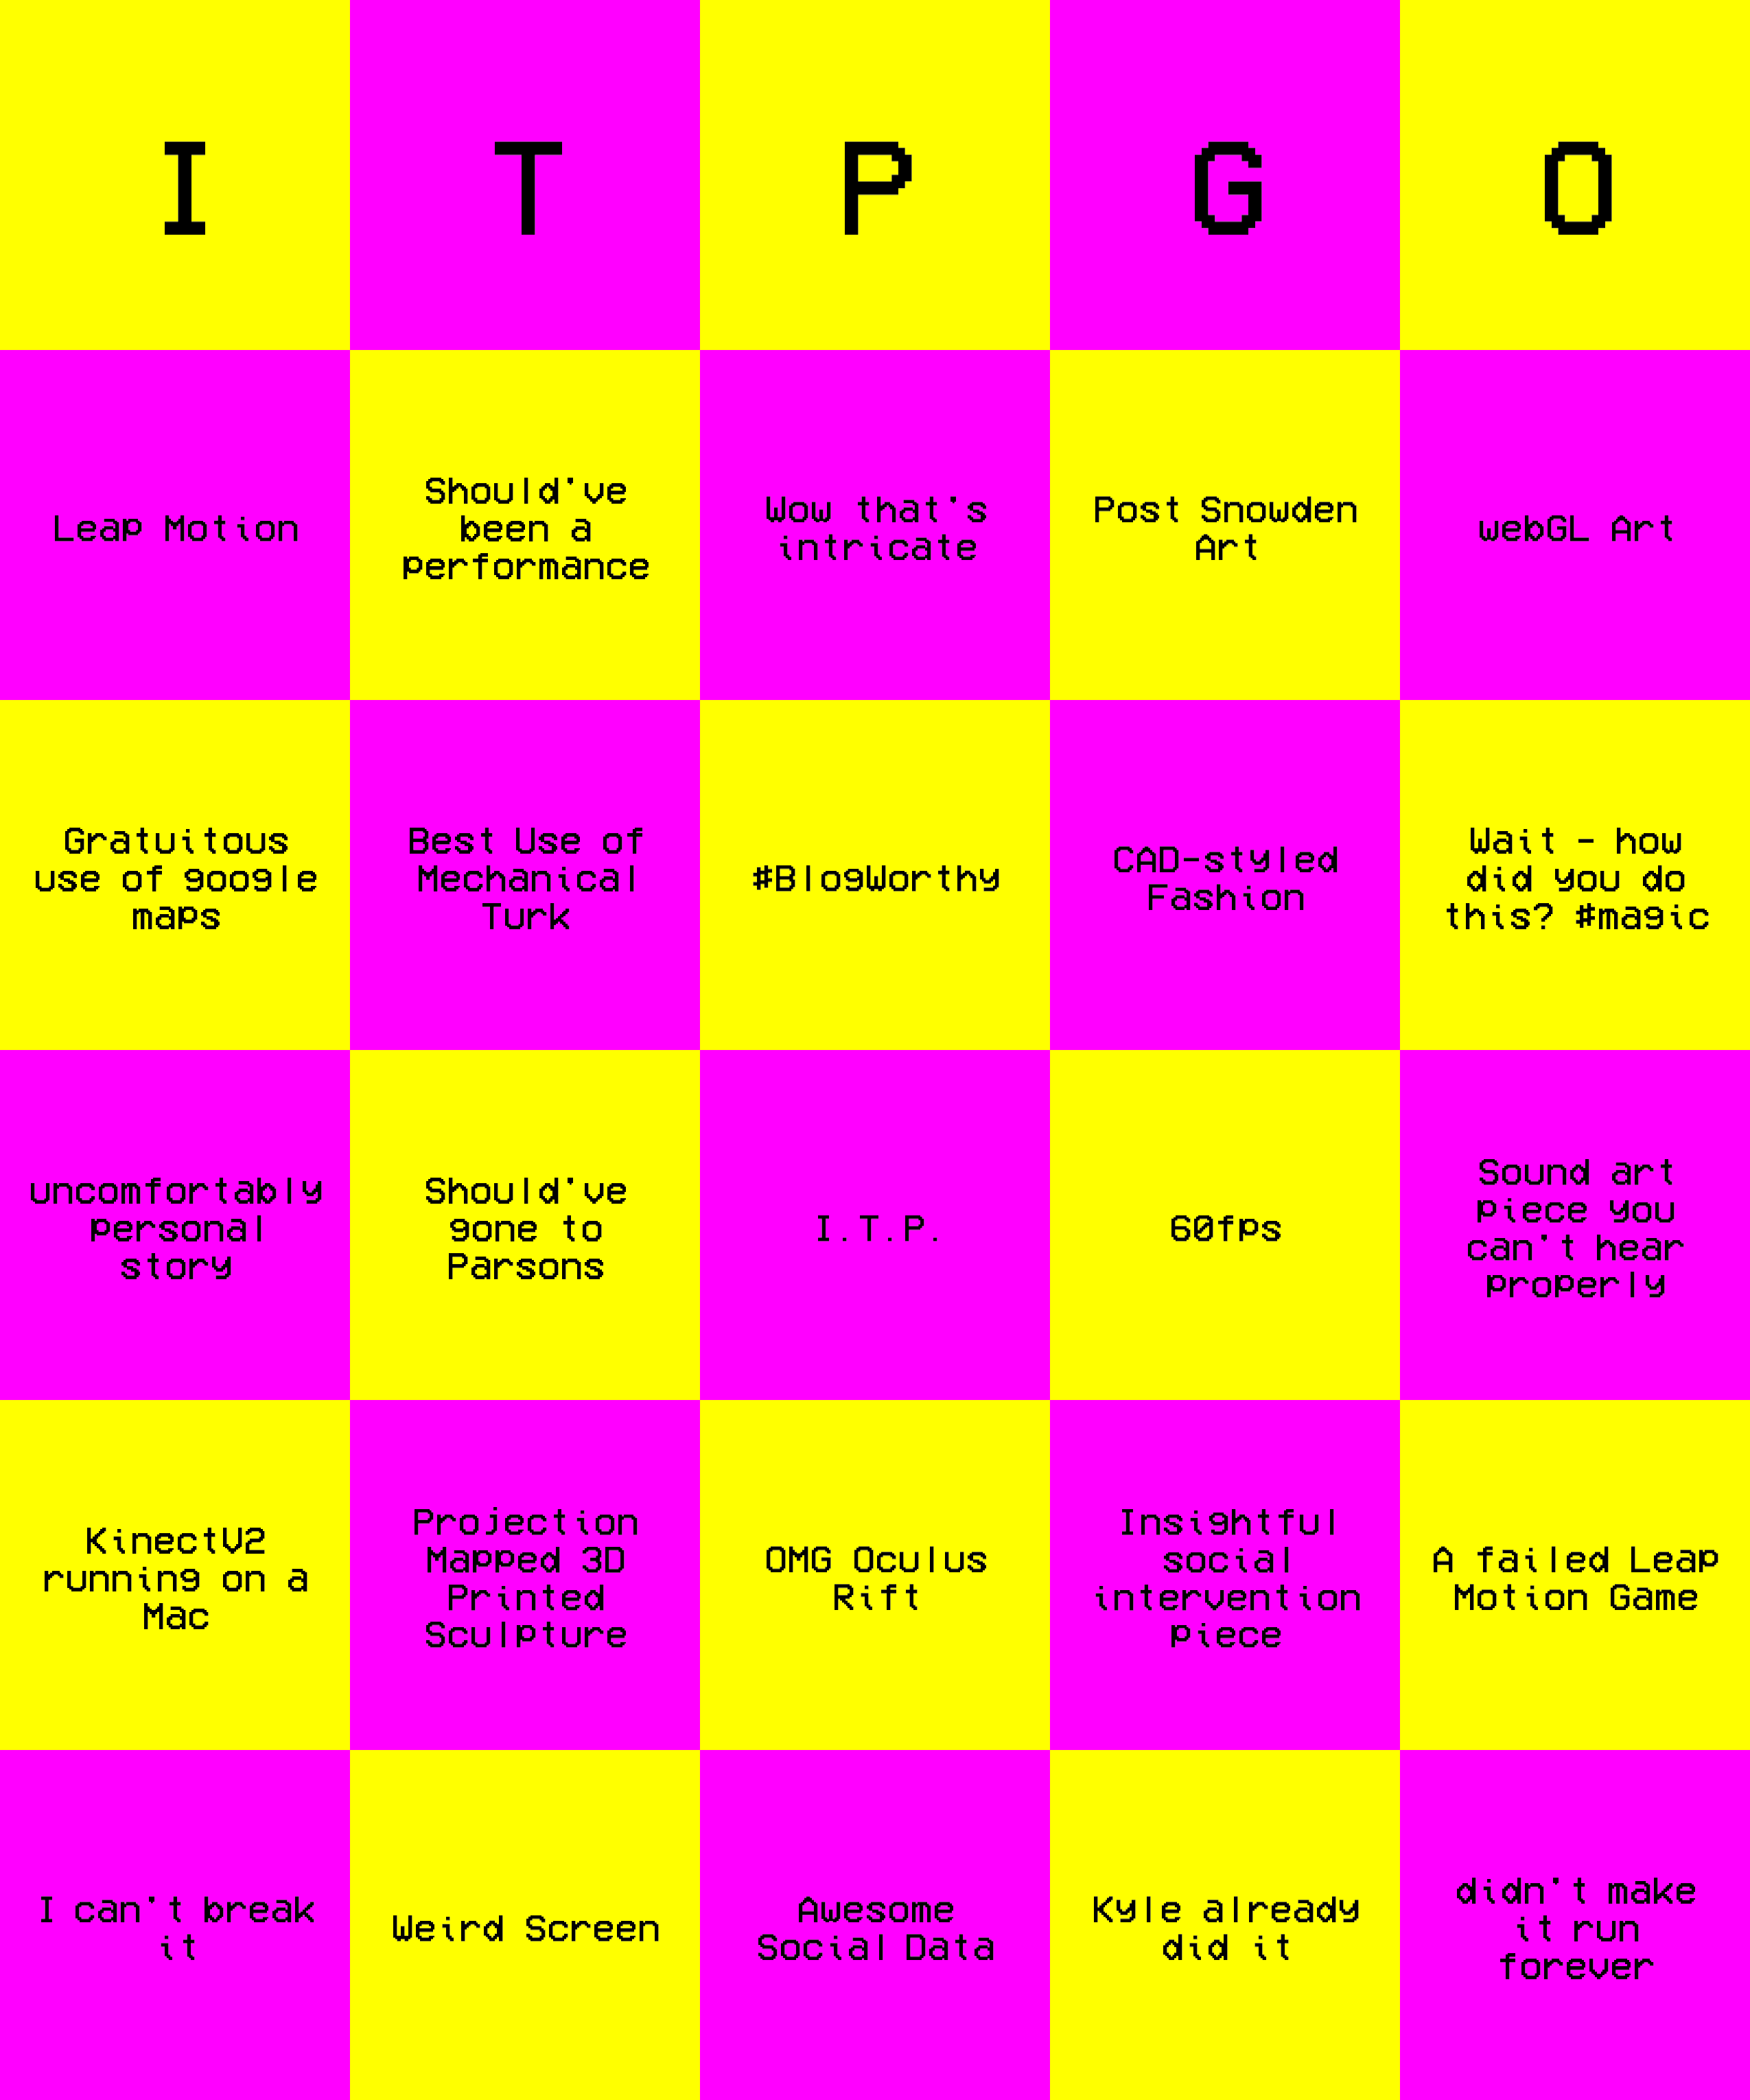 I T P G O
Leap Motion
Should've
been a
performance
Wow that's
intricate
Post Snowden
Art
webGL Art
Gratuitous
use of google
maps
Best Use of
Mechanical
Turk
#BlogWorthy
CAD-styled
Fashion
Wait - how
did you do
this? #magic
uncomfortably
personal
story
Should've
gone to
Parsons
I.T.P.
60fps
Sound art
piece you
can't hear
properly
KinectV2
running on a
Mac
Projection
Mapped 3D
Printed
Sculpture
OMG Oculus
Rift
Insightful
social
intervention
piece
A failed Leap
Motion Game
I can't break
it
Weird Screen
Awesome
Social Data
Kyle already
did it
didn't make
it run
forever